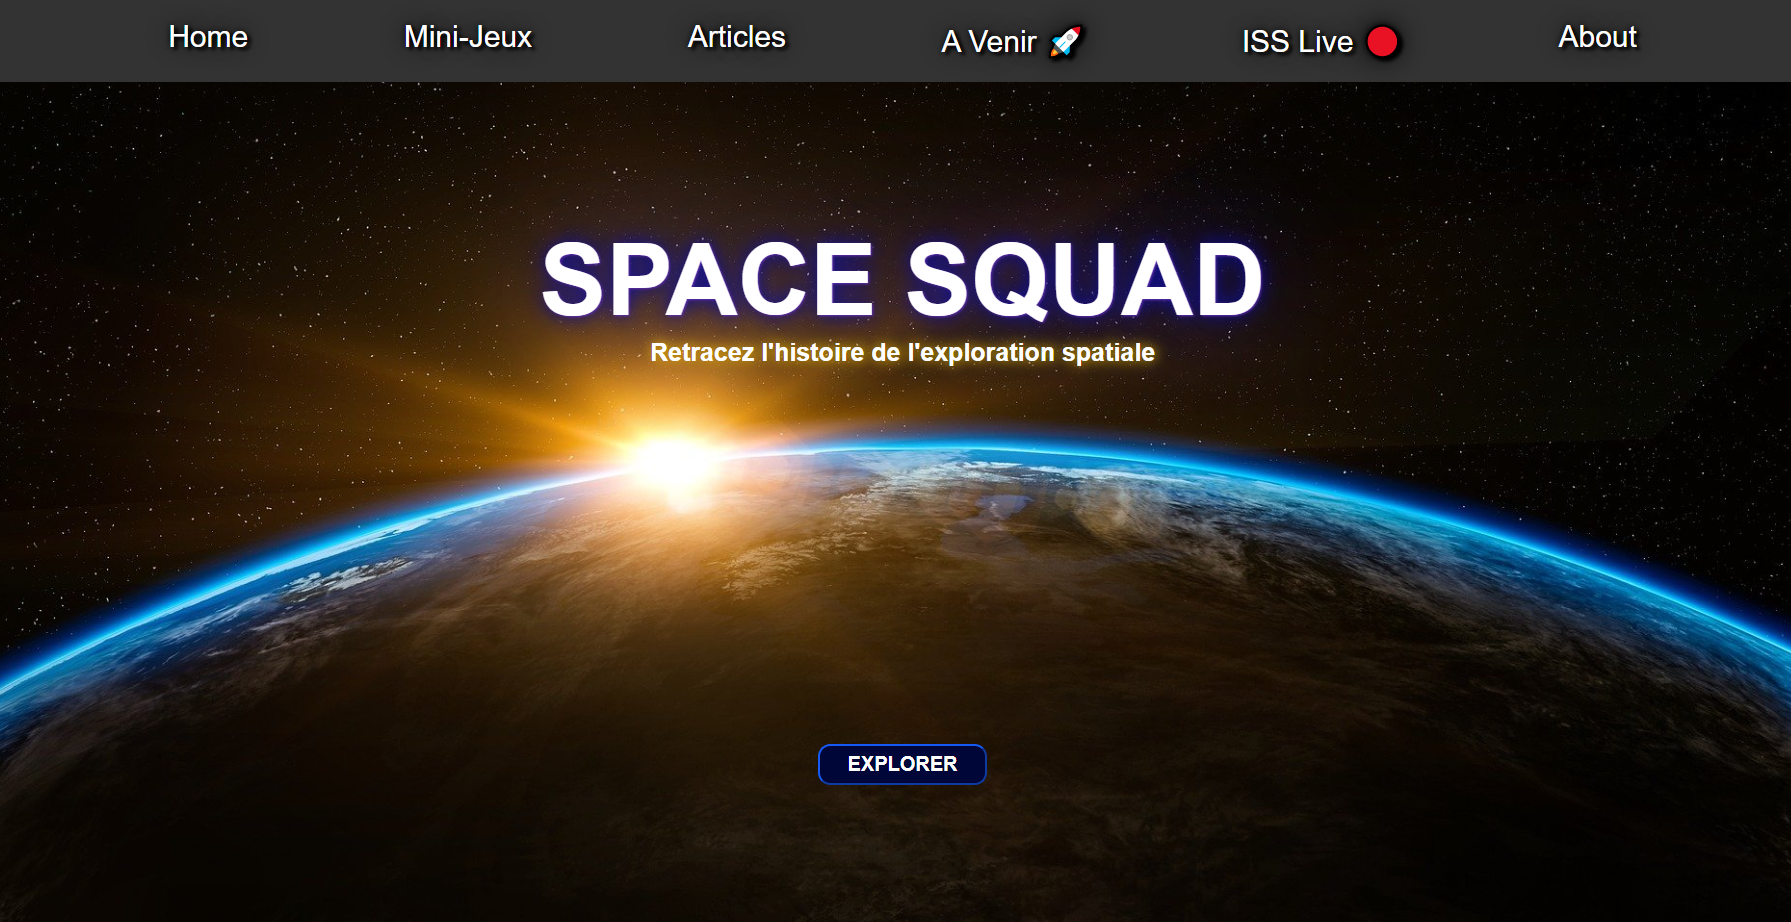 Home Mini-Jeux Articles A Venir 🚀 ISS Live 🔴 About
SPACE SQUAD
Retracez l'histoire de l'exploration spatiale
EXPLORER